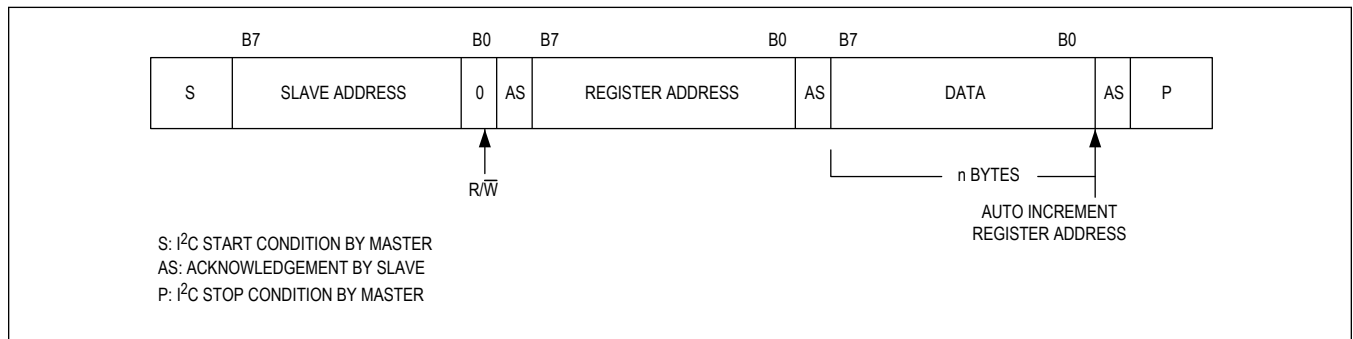 B7 B0 B7 B0 B7 B0
S SLAVE ADDRESS 0 AS REGISTER ADDRESS AS DATA AS P
R/W̅
n BYTES
AUTO INCREMENT
REGISTER ADDRESS
S: I²C START CONDITION BY MASTER
AS: ACKNOWLEDGEMENT BY SLAVE
P: I²C STOP CONDITION BY MASTER